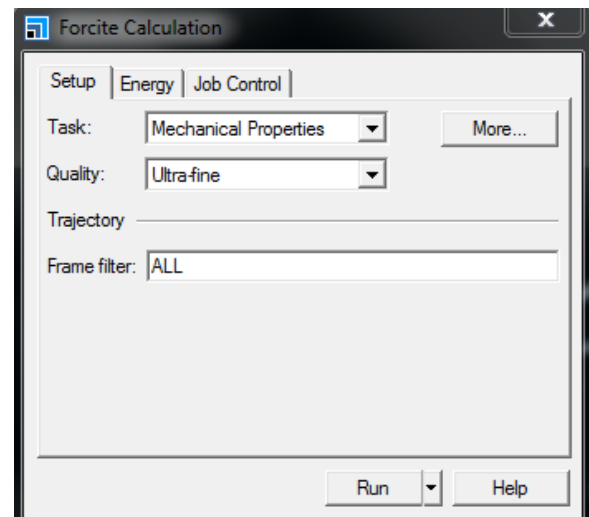 Forcite Calculation X
Setup Energy Job Control
Task: Mechanical Properties More...
Quality: Ultra-fine
Trajectory
Frame filter: ALL
Run Help